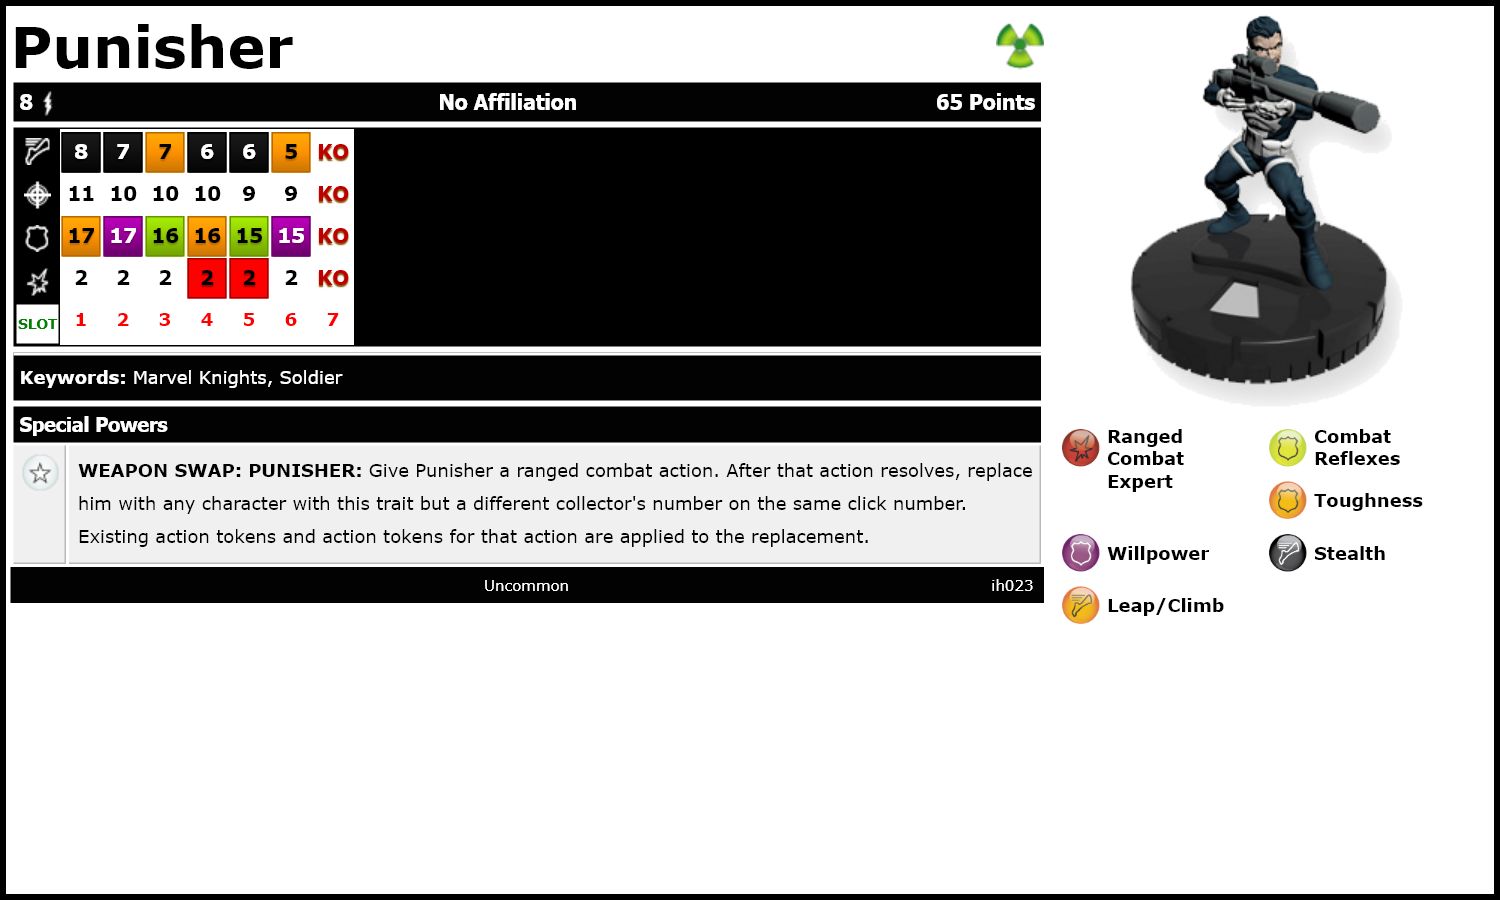 Punisher
8 No Affiliation 65 Points
8 7 7 6 6 5 KO
11 10 10 10 9 9 KO
17 17 16 16 15 15 KO
2 2 2 2 2 2 KO
SLOT 1 2 3 4 5 6 7
Keywords: Marvel Knights, Soldier
Special Powers
WEAPON SWAP: PUNISHER: Give Punisher a ranged combat action. After that action resolves, replace
him with any character with this trait but a different collector's number on the same click number.
Existing action tokens and action tokens for that action are applied to the replacement.
Uncommon ih023
Ranged
Combat
Expert
Combat
Reflexes
Toughness
Willpower
Stealth
Leap/Climb